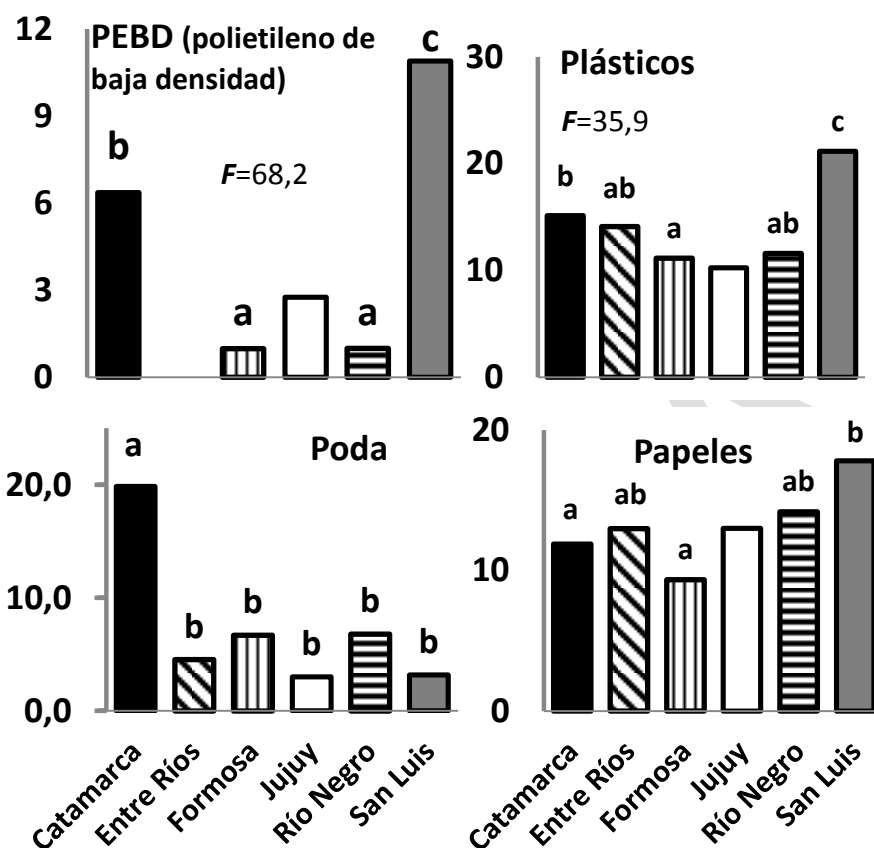 PEBD (polietileno de
baja densidad)
F=68,2
12
9
6
3
0
b
a
a
c
Plásticos
F=35,9
30
20
10
0
b
ab
a
ab
c
Poda
20,0
10,0
0,0
a
b
b
b
b
b
Catamarca
Entre Ríos
Formosa
Jujuy
Río Negro
San Luis
Papeles
20
10
0
a
ab
a
ab
b
Catamarca
Entre Ríos
Formosa
Jujuy
Río Negro
San Luis